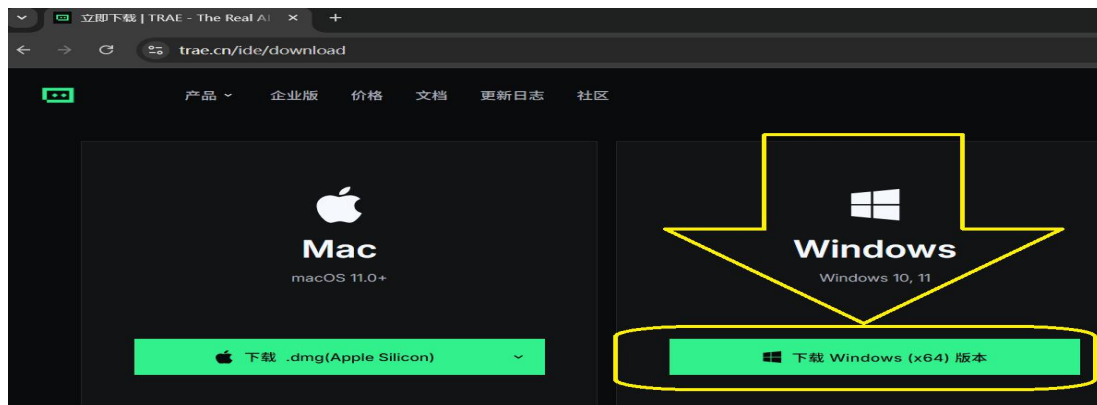 立即下载 | TRAE - The Real AI
trae.cn/ide/download
产品 企业版 价格 文档 更新日志 社区
Mac
macOS 11.0+
下载 .dmg(Apple Silicon)
Windows
Windows 10, 11
下载 Windows (x64) 版本